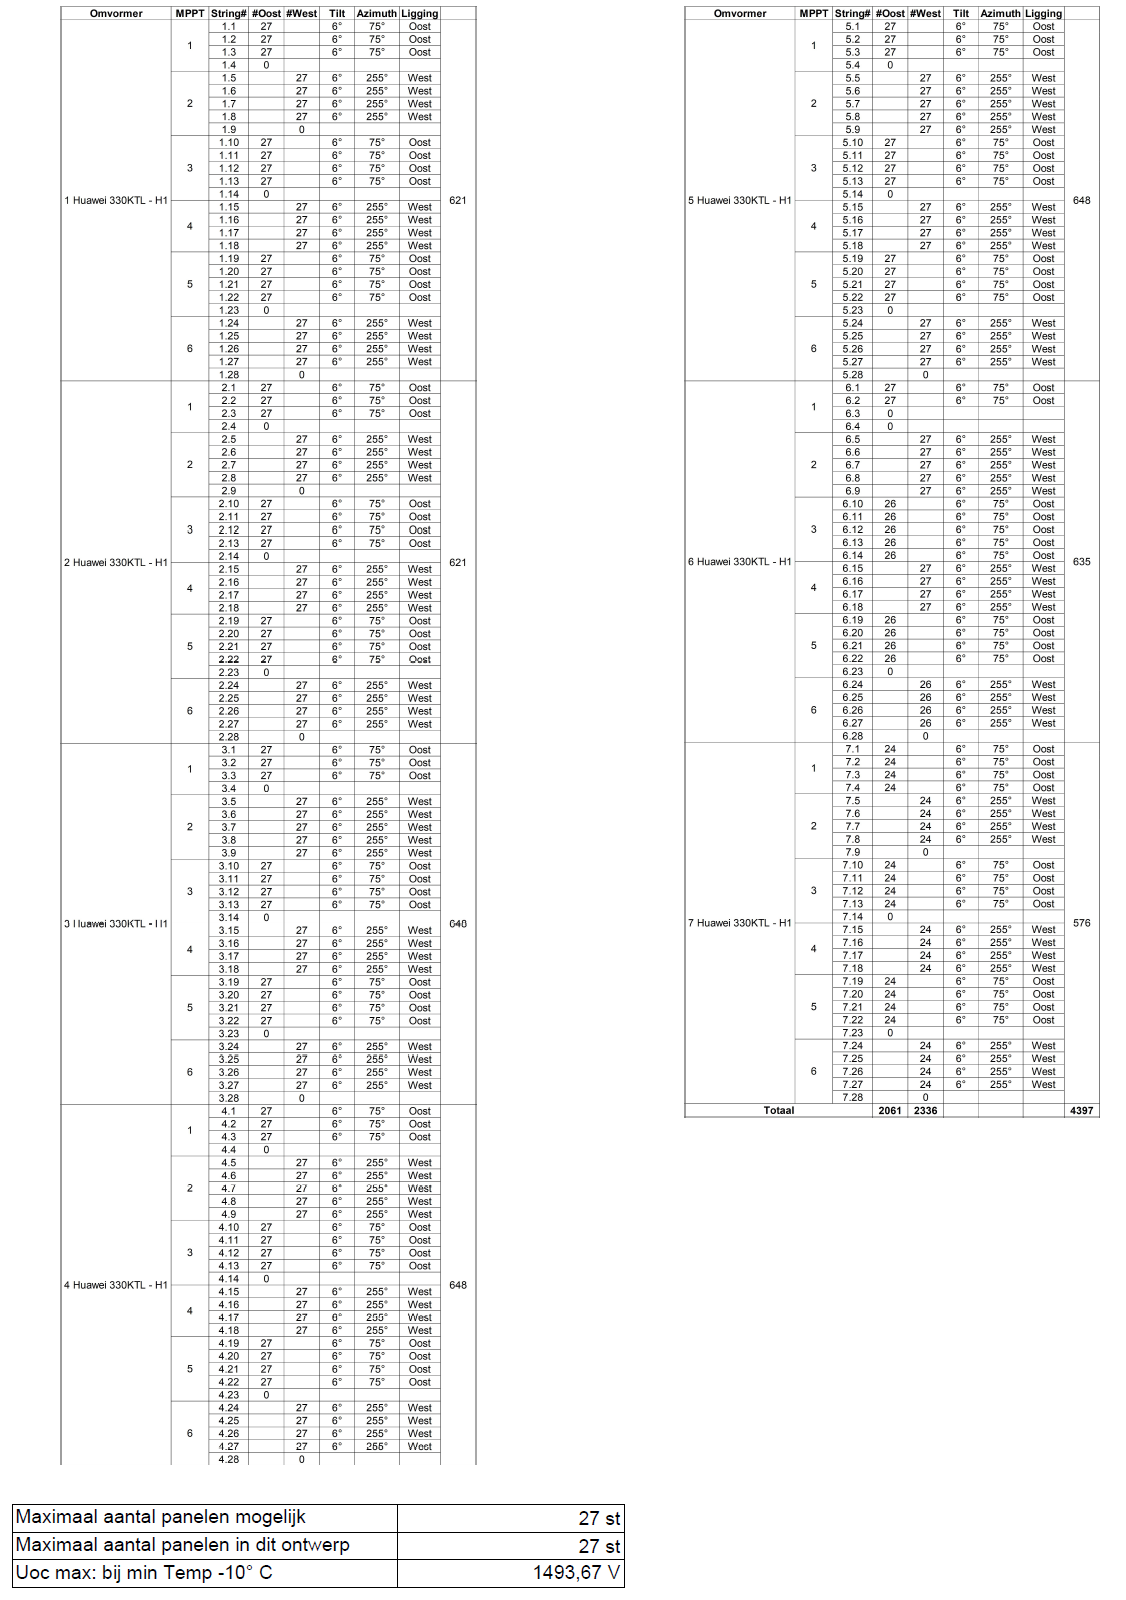 Omvormer MPPT String# #Oost #West Tilt Azimuth Ligging
1 Huawei 330KTL - H1 621
1
1.1 27 6° 75° Oost
1.2 27 6° 75° Oost
1.3 27 6° 75° Oost
1.4 0
2
1.5 27 6° 255° West
1.6 27 6° 255° West
1.7 27 6° 255° West
1.8 27 6° 255° West
1.9 0
3
1.10 27 6° 75° Oost
1.11 27 6° 75° Oost
1.12 27 6° 75° Oost
1.13 27 6° 75° Oost
1.14 0
4
1.15 27 6° 255° West
1.16 27 6° 255° West
1.17 27 6° 255° West
1.18 27 6° 255° West
5
1.19 27 6° 75° Oost
1.20 27 6° 75° Oost
1.21 27 6° 75° Oost
1.22 27 6° 75° Oost
1.23 0
6
1.24 27 6° 255° West
1.25 27 6° 255° West
1.26 27 6° 255° West
1.27 27 6° 255° West
1.28 0
2 Huawei 330KTL - H1 621
1
2.1 27 6° 75° Oost
2.2 27 6° 75° Oost
2.3 27 6° 75° Oost
2.4 0
2
2.5 27 6° 255° West
2.6 27 6° 255° West
2.7 27 6° 255° West
2.8 27 6° 255° West
2.9 0
3
2.10 27 6° 75° Oost
2.11 27 6° 75° Oost
2.12 27 6° 75° Oost
2.13 27 6° 75° Oost
2.14 0
4
2.15 27 6° 255° West
2.16 27 6° 255° West
2.17 27 6° 255° West
2.18 27 6° 255° West
5
2.19 27 6° 75° Oost
2.20 27 6° 75° Oost
2.21 27 6° 75° Oost
2.22 27 6° 75° Oost
2.23 0
6
2.24 27 6° 255° West
2.25 27 6° 255° West
2.26 27 6° 255° West
2.27 27 6° 255° West
2.28 0
3 Huawei 330KTL - H1 648
1
3.1 27 6° 75° Oost
3.2 27 6° 75° Oost
3.3 27 6° 75° Oost
3.4 0
2
3.5 27 6° 255° West
3.6 27 6° 255° West
3.7 27 6° 255° West
3.8 27 6° 255° West
3.9 27 6° 255° West
3
3.10 27 6° 75° Oost
3.11 27 6° 75° Oost
3.12 27 6° 75° Oost
3.13 27 6° 75° Oost
3.14 0
4
3.15 27 6° 255° West
3.16 27 6° 255° West
3.17 27 6° 255° West
3.18 27 6° 255° West
5
3.19 27 6° 75° Oost
3.20 27 6° 75° Oost
3.21 27 6° 75° Oost
3.22 27 6° 75° Oost
3.23 0
6
3.24 27 6° 255° West
3.25 27 6° 255° West
3.26 27 6° 255° West
3.27 27 6° 255° West
3.28 0
4 Huawei 330KTL - H1 648
1
4.1 27 6° 75° Oost
4.2 27 6° 75° Oost
4.3 27 6° 75° Oost
4.4 0
2
4.5 27 6° 255° West
4.6 27 6° 255° West
4.7 27 6° 255° West
4.8 27 6° 255° West
4.9 27 6° 255° West
3
4.10 27 6° 75° Oost
4.11 27 6° 75° Oost
4.12 27 6° 75° Oost
4.13 27 6° 75° Oost
4.14 0
4
4.15 27 6° 255° West
4.16 27 6° 255° West
4.17 27 6° 255° West
4.18 27 6° 255° West
5
4.19 27 6° 75° Oost
4.20 27 6° 75° Oost
4.21 27 6° 75° Oost
4.22 27 6° 75° Oost
4.23 0
6
4.24 27 6° 255° West
4.25 27 6° 255° West
4.26 27 6° 255° West
4.27 27 6° 255° West
4.28 0
Omvormer MPPT String# #Oost #West Tilt Azimuth Ligging
5 Huawei 330KTL - H1 648
1
5.1 27 6° 75° Oost
5.2 27 6° 75° Oost
5.3 27 6° 75° Oost
5.4 0
2
5.5 27 6° 255° West
5.6 27 6° 255° West
5.7 27 6° 255° West
5.8 27 6° 255° West
5.9 27 6° 255° West
3
5.10 27 6° 75° Oost
5.11 27 6° 75° Oost
5.12 27 6° 75° Oost
5.13 27 6° 75° Oost
5.14 0
4
5.15 27 6° 255° West
5.16 27 6° 255° West
5.17 27 6° 255° West
5.18 27 6° 255° West
5
5.19 27 6° 75° Oost
5.20 27 6° 75° Oost
5.21 27 6° 75° Oost
5.22 27 6° 75° Oost
5.23 0
6
5.24 27 6° 255° West
5.25 27 6° 255° West
5.26 27 6° 255° West
5.27 27 6° 255° West
5.28 0
6 Huawei 330KTL - H1 635
1
6.1 27 6° 75° Oost
6.2 27 6° 75° Oost
6.3 0
6.4 0
2
6.5 27 6° 255° West
6.6 27 6° 255° West
6.7 27 6° 255° West
6.8 27 6° 255° West
6.9 27 6° 255° West
3
6.10 26 6° 75° Oost
6.11 26 6° 75° Oost
6.12 26 6° 75° Oost
6.13 26 6° 75° Oost
6.14 26 6° 75° Oost
4
6.15 27 6° 255° West
6.16 27 6° 255° West
6.17 27 6° 255° West
6.18 27 6° 255° West
5
6.19 26 6° 75° Oost
6.20 26 6° 75° Oost
6.21 26 6° 75° Oost
6.22 26 6° 75° Oost
6.23 0
6
6.24 26 6° 255° West
6.25 26 6° 255° West
6.26 26 6° 255° West
6.27 26 6° 255° West
6.28 0
7 Huawei 330KTL - H1 576
1
7.1 24 6° 75° Oost
7.2 24 6° 75° Oost
7.3 24 6° 75° Oost
7.4 24 6° 75° Oost
2
7.5 24 6° 255° West
7.6 24 6° 255° West
7.7 24 6° 255° West
7.8 24 6° 255° West
7.9 0
3
7.10 24 6° 75° Oost
7.11 24 6° 75° Oost
7.12 24 6° 75° Oost
7.13 24 6° 75° Oost
7.14 0
4
7.15 24 6° 255° West
7.16 24 6° 255° West
7.17 24 6° 255° West
7.18 24 6° 255° West
5
7.19 24 6° 75° Oost
7.20 24 6° 75° Oost
7.21 24 6° 75° Oost
7.22 24 6° 75° Oost
7.23 0
6
7.24 24 6° 255° West
7.25 24 6° 255° West
7.26 24 6° 255° West
7.27 24 6° 255° West
7.28 0
Totaal 2061 2336 4397
Maximaal aantal panelen mogelijk 27 st
Maximaal aantal panelen in dit ontwerp 27 st
Uoc max: bij min Temp -10° C 1493,67 V